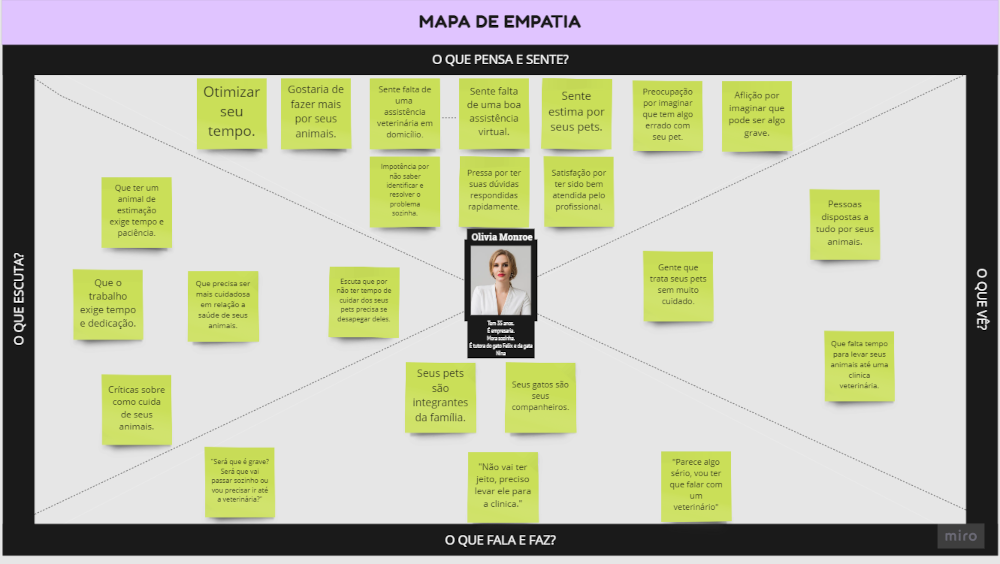 MAPA DE EMPATIA
O QUE PENSA E SENTE?
Otimizar
seu
tempo.
Gostaria de
fazer mais
por seus
animais.
Sente falta de
uma
assistência
veterinária em
domicílio.
Sente falta
de uma boa
assistência
virtual.
Sente
estima por
seus pets.
Preocupação
por imaginar
que tem algo
errado com
seu pet.
Aflição por
imaginar que
pode ser algo
grave.
Impotência por
não saber
identificar e
resolver o
problema
sozinha.
Pressa por ter
suas dúvidas
respondidas
rapidamente.
Satisfação por
ter sido bem
atendida pelo
profissional.
O QUE ESCUTA?
Que ter um
animal de
estimação
exige tempo e
paciência.
Que o
trabalho
exige tempo
e dedicação.
Que precisa ser
mais cuidadosa
em relação a
saúde de seus
animais.
Escuta que por
não ter tempo de
cuidar dos seus
pets precisa se
desapegar deles.
Críticas sobre
como cuida
de seus
animais.
Olivia Monroe
Tem 35 anos.
É empresaria.
Mora sozinha.
É tutora do gato Felix e da gata
Nina
O QUE VÊ?
Pessoas
dispostas a
tudo por seus
animais.
Gente que
trata seus pets
sem muito
cuidado.
Que falta tempo
para levar seus
animais até uma
clínica
veterinária.
Seus pets
são
integrantes
da família.
Seus gatos são
seus
companheiros.
"Será que é grave?
Será que vai
passar sozinho ou
vou precisar ir até
a veterinária?"
"Não vai ter
jeito, preciso
levar ele para
a clínica."
"Parece algo
sério, vou ter
que falar com
um
veterinário"
O QUE FALA E FAZ?
miro